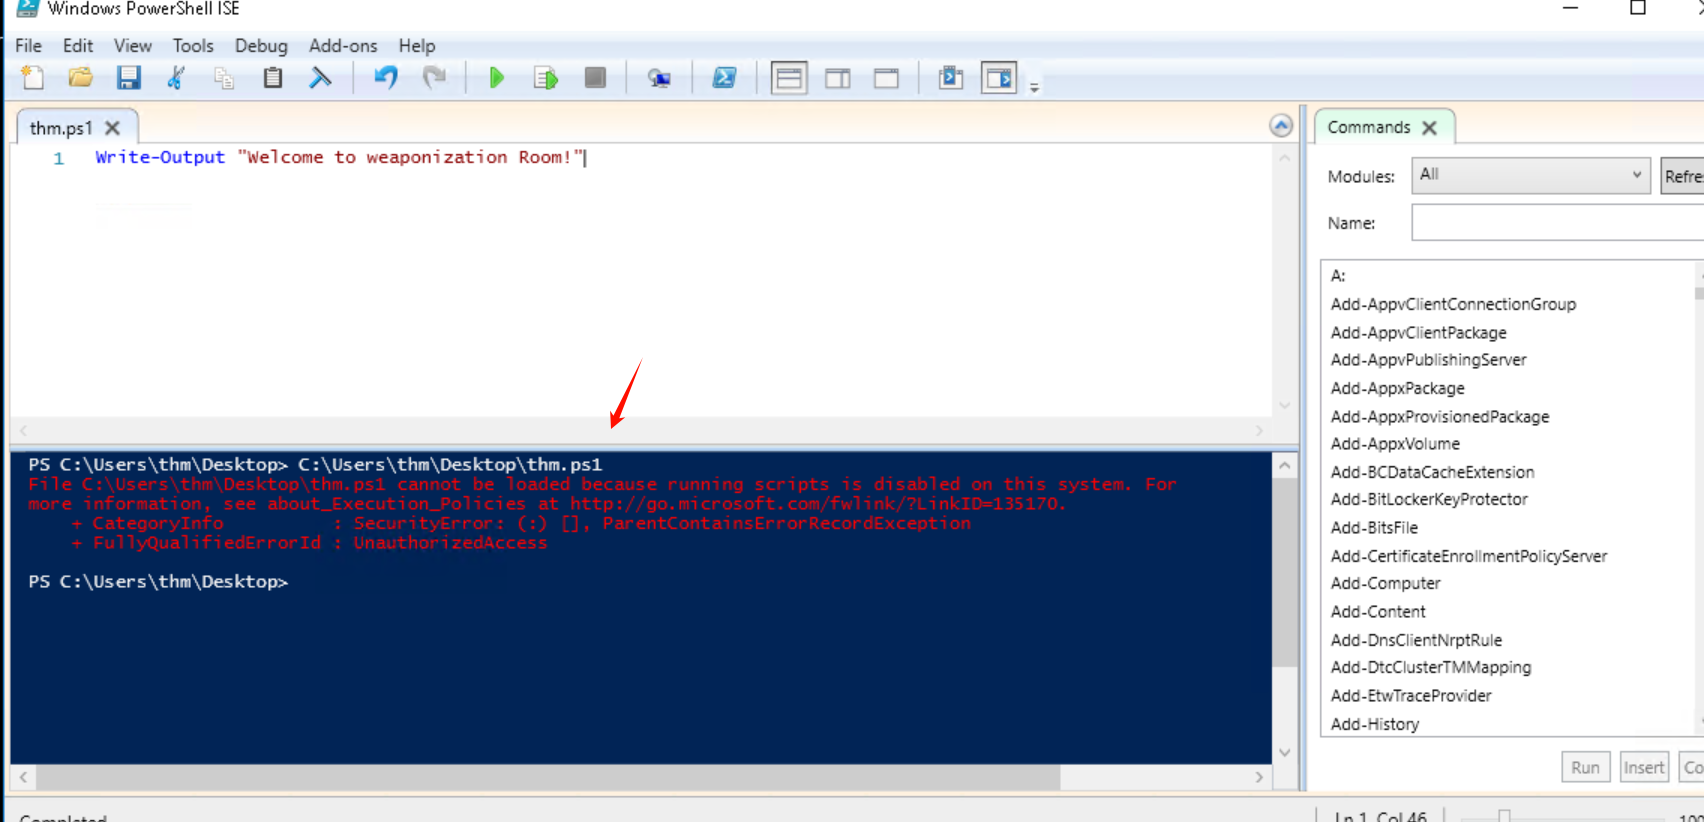 Windows PowerShell ISE
File Edit View Tools Debug Add-ons Help
thm.ps1
1 Write-Output "Welcome to weaponization Room!"
PS C:\Users\thm\Desktop> C:\Users\thm\Desktop\thm.ps1
File C:\Users\thm\Desktop\thm.ps1 cannot be loaded because running scripts is disabled on this system. For
more information, see about_Execution_Policies at http://go.microsoft.com/fwlink/?LinkID=135170.
+ CategoryInfo : SecurityError: (:) [], ParentContainsErrorRecordException
+ FullyQualifiedErrorId : UnauthorizedAccess
PS C:\Users\thm\Desktop>
Commands
Modules: All Refre
Name:
A:
Add-AppvClientConnectionGroup
Add-AppvClientPackage
Add-AppvPublishingServer
Add-AppxPackage
Add-AppxProvisionedPackage
Add-AppxVolume
Add-BCDataCacheExtension
Add-BitLockerKeyProtector
Add-BitsFile
Add-CertificateEnrollmentPolicyServer
Add-Computer
Add-Content
Add-DnsClientNrptRule
Add-DtcClusterTMMapping
Add-EtwTraceProvider
Add-History
Run Insert Co
Completed
Ln 1 Col 46 100